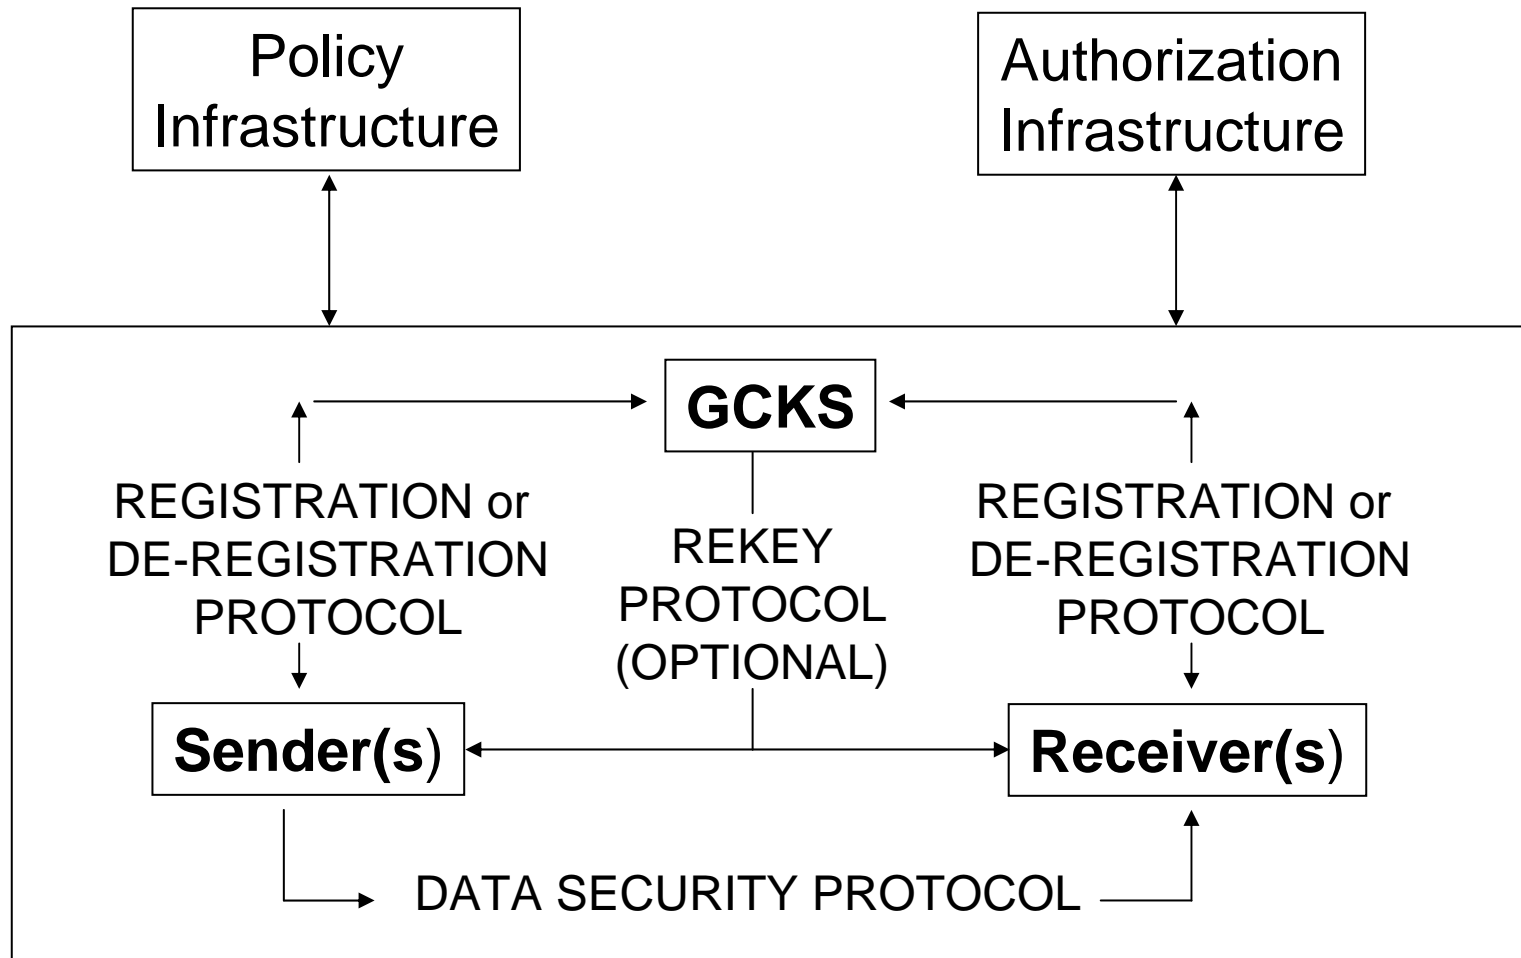 Policy
Infrastructure
Authorization
Infrastructure
GCKS
REGISTRATION or
DE-REGISTRATION
PROTOCOL
REKEY
PROTOCOL
(OPTIONAL)
REGISTRATION or
DE-REGISTRATION
PROTOCOL
Sender(s)
Receiver(s)
DATA SECURITY PROTOCOL